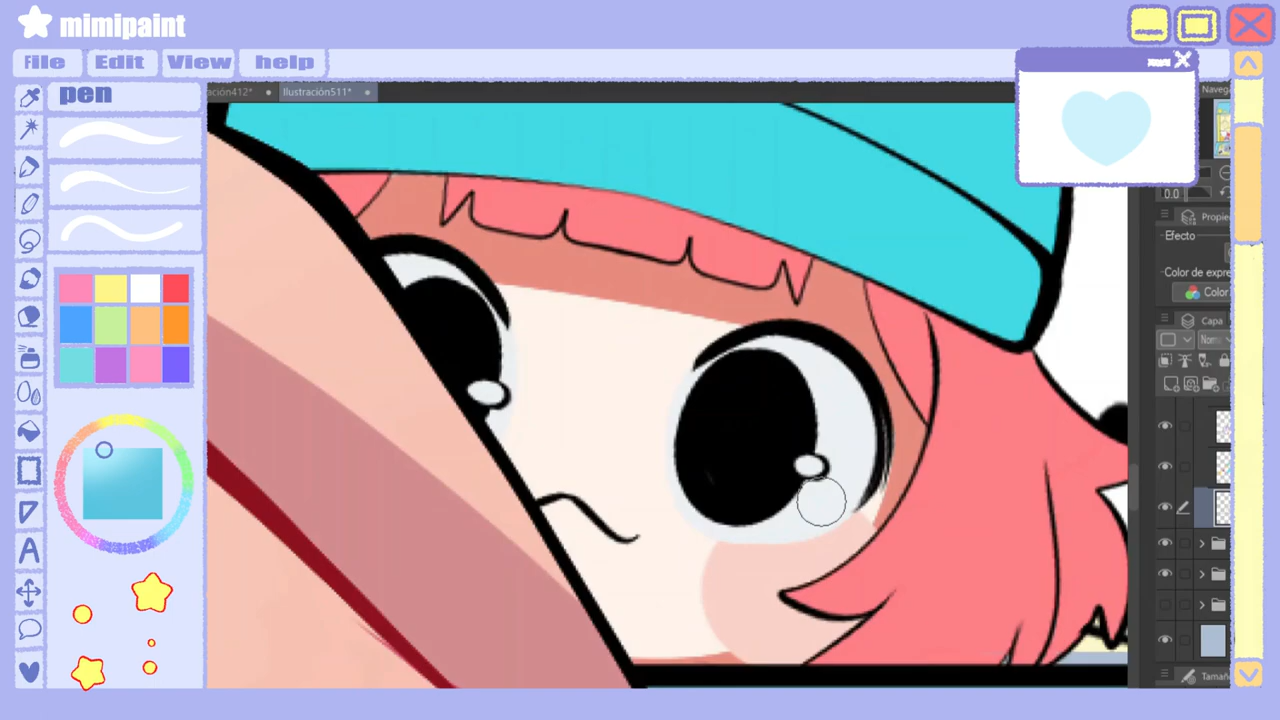 mimipaint
File Edit View help
pen
ación412* Ilustración511*
Navega
0.0
Propie
Efecto
Color de expre
Color
Capa
Norm
Tamañ
A